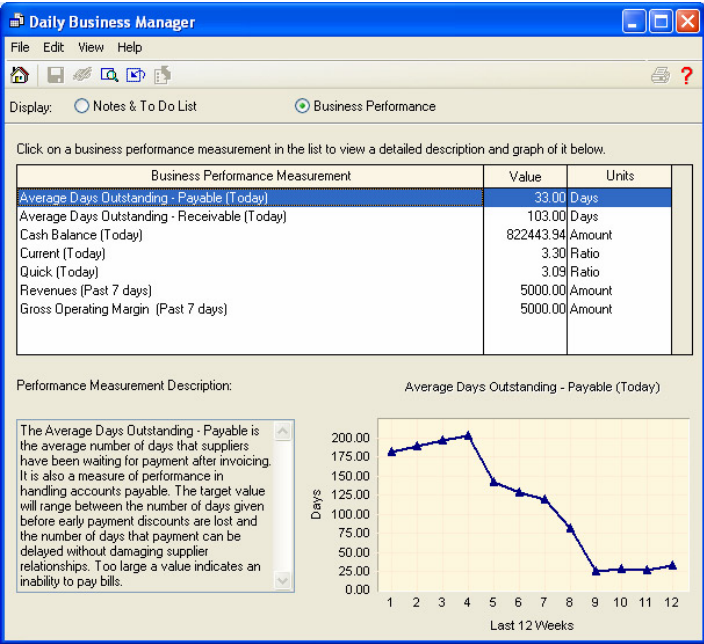 Daily Business Manager
File Edit View Help
?
Display: Notes & To Do List Business Performance
Click on a business performance measurement in the list to view a detailed description and graph of it below.
Business Performance Measurement Value Units
Average Days Outstanding - Payable (Today) 33.00 Days
Average Days Outstanding - Receivable (Today) 103.00 Days
Cash Balance (Today) 822443.94 Amount
Current (Today) 3.30 Ratio
Quick (Today) 3.09 Ratio
Revenues (Past 7 days) 5000.00 Amount
Gross Operating Margin (Past 7 days) 5000.00 Amount
Performance Measurement Description:
The Average Days Outstanding - Payable is
the average number of days that suppliers
have been waiting for payment after invoicing.
It is also a measure of performance in
handling accounts payable. The target value
will range between the number of days given
before early payment discounts are lost and
the number of days that payment can be
delayed without damaging supplier
relationships. Too large a value indicates an
inability to pay bills.
Average Days Outstanding - Payable (Today)
Days
200.00
175.00
150.00
125.00
100.00
75.00
50.00
25.00
0.00
1 2 3 4 5 6 7 8 9 10 11 12
Last 12 Weeks